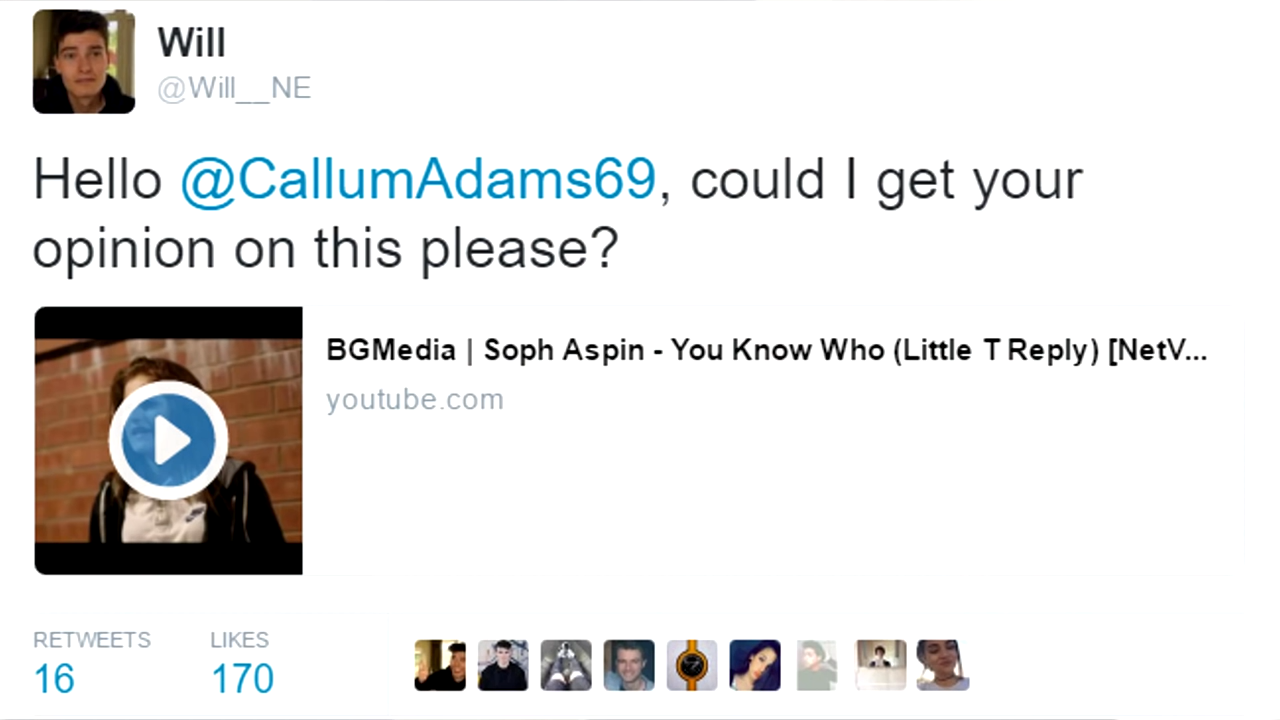 Will
@Will__NE
Hello @CallumAdams69, could I get your
opinion on this please?
BGMedia | Soph Aspin - You Know Who (Little T Reply) [NetV...
youtube.com
RETWEETS LIKES
16 170